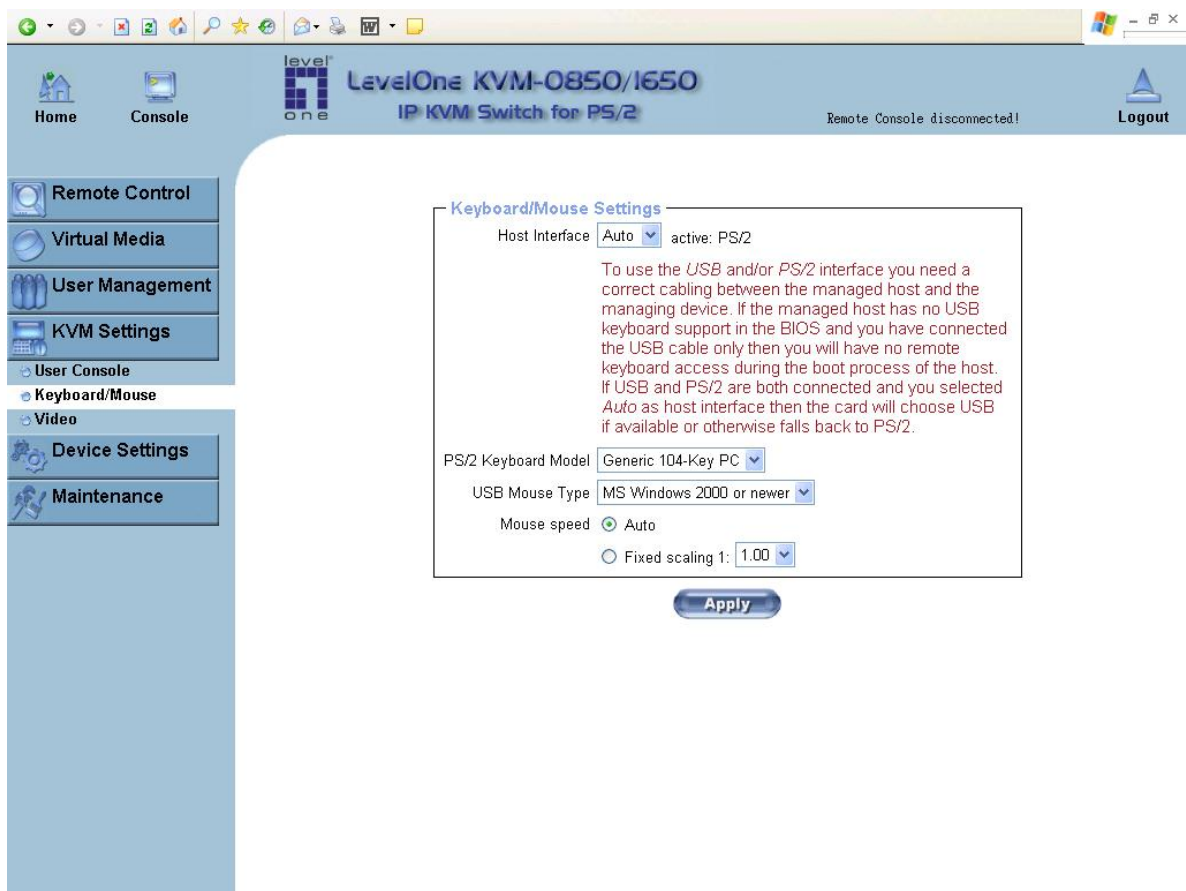 level
one
LevelOne KVM-0850/1650
IP KVM Switch for PS/2
Home
Console
Remote Console disconnected!
Logout
Remote Control
Virtual Media
User Management
KVM Settings
User Console
Keyboard/Mouse
Video
Device Settings
Maintenance
Keyboard/Mouse Settings
Host Interface Auto active: PS/2
To use the USB and/or PS/2 interface you need a
correct cabling between the managed host and the
managing device. If the managed host has no USB
keyboard support in the BIOS and you have connected
the USB cable only then you will have no remote
keyboard access during the boot process of the host.
If USB and PS/2 are both connected and you selected
Auto as host interface then the card will choose USB
if available or otherwise falls back to PS/2.
PS/2 Keyboard Model Generic 104-Key PC
USB Mouse Type MS Windows 2000 or newer
Mouse speed Auto
Fixed scaling 1: 1.00
Apply